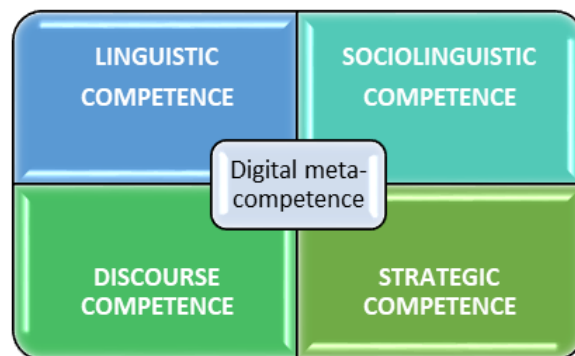 LINGUISTIC
COMPETENCE
SOCIOLINGUISTIC
COMPETENCE
Digital meta-
competence
DISCOURSE
COMPETENCE
STRATEGIC
COMPETENCE